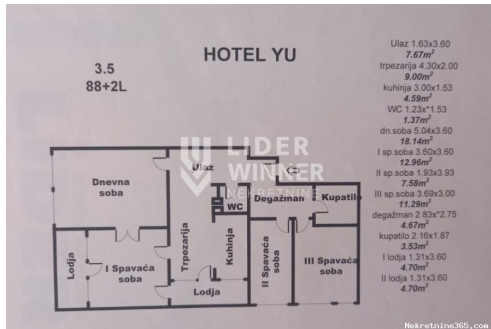 HOTEL YU
3.5
88+2L
Ulaz 1.63x3.60
7.67m²
trpezarija 4.30x2.00
9.00m²
kuhinja 3.00x1.53
4.59m²
WC 1.23x*1.53
1.37m²
dn.soba 5.04x3.60
18.14m²
I sp.soba 3.60x3.60
12.96m²
II sp.soba 1.93x3.93
7.58m²
III sp.soba 3.69x3.00
11.29m²
degažman 2.83x*2.75
4.67m²
kupatilo 2.16x1.87
3.53m²
I lodja 1.31x3.60
4.70m²
II lodja 1.31x3.60
4.70m²
LIDER
WINNER
NEKRETNINE
Ulaz
Dnevna
soba
WC
Degažman
Kupatilo
Trpezarija
Kuhinja
Lodja
I Spavaća
soba
II Spavaća
soba
III Spavaća
soba
Lodja
Nekretnine365.com